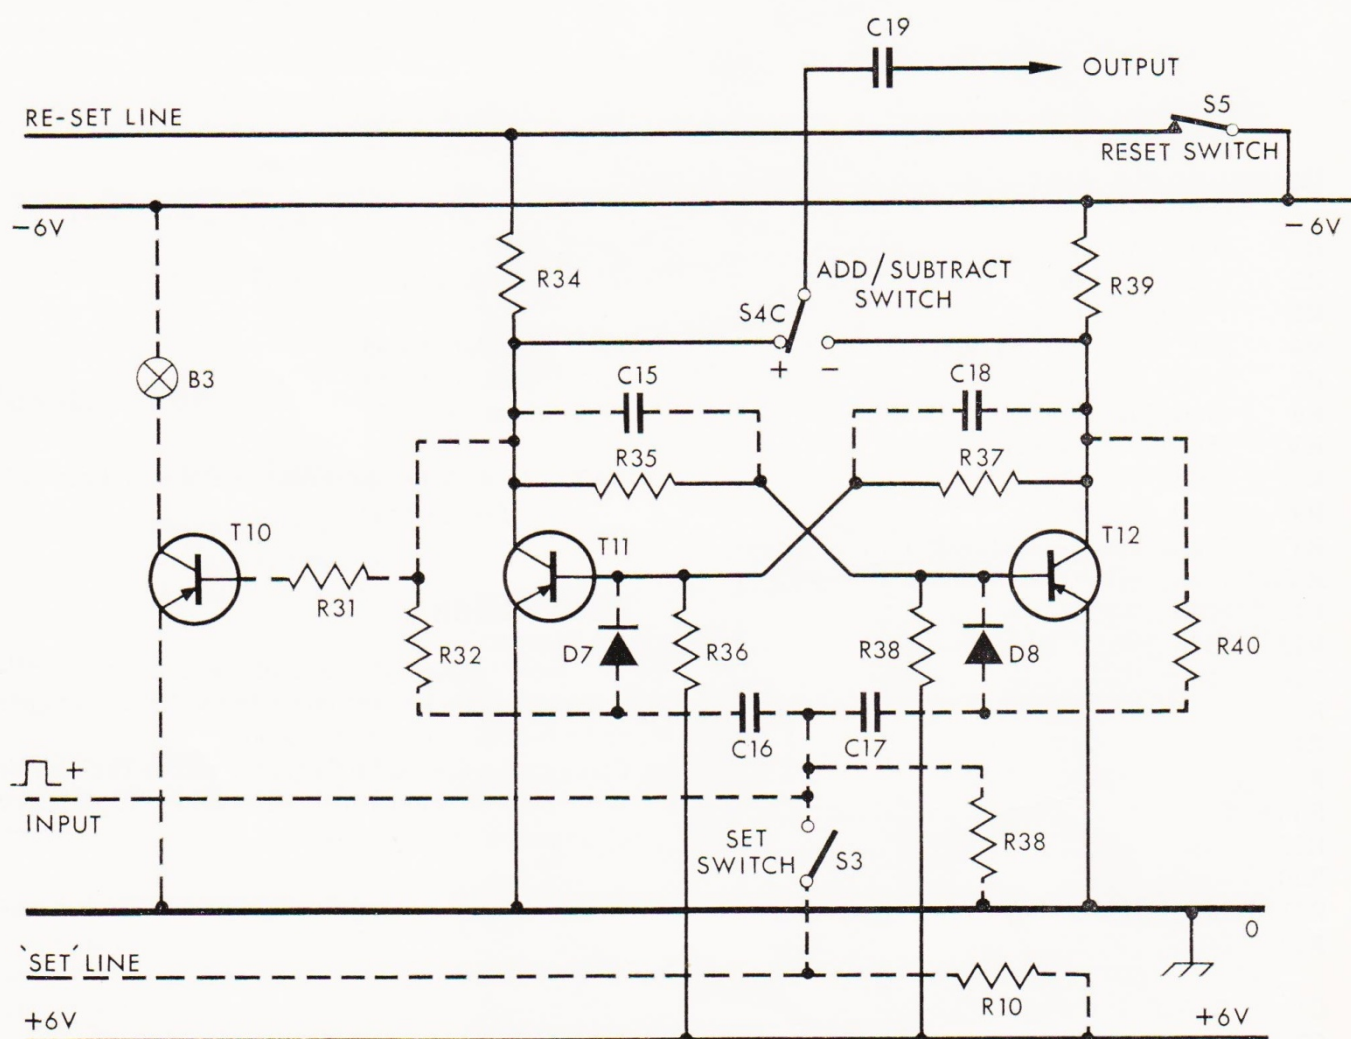 C19
OUTPUT
RE-SET LINE
S5
RESET SWITCH
−6V
−6V
R34
ADD/SUBTRACT
SWITCH
S4C
R39
+ −
B3
C15
C18
R35
R37
T10
T11
T12
R31
R32
D7
R36
R38
D8
R40
C16
C17
+
INPUT
SET
SWITCH
S3
R38
0
'SET' LINE
R10
+6V
+6V